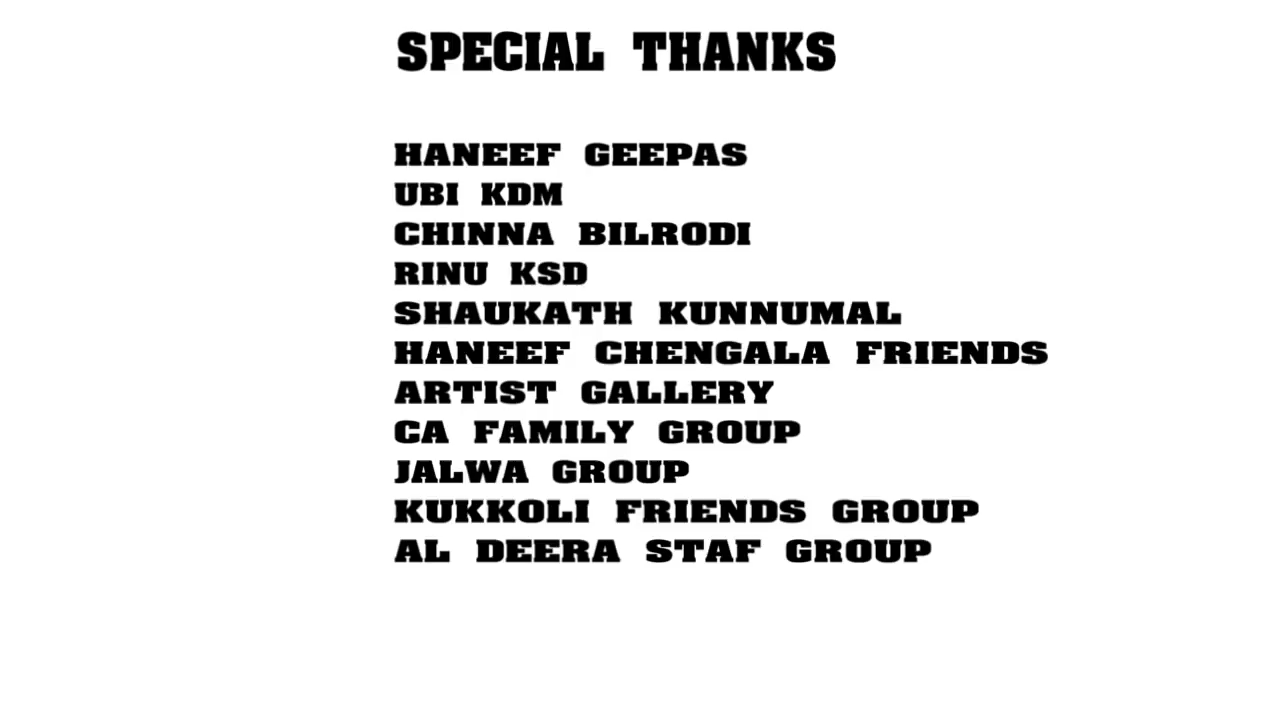 SPECIAL THANKS
HANEEF GEEPAS
UBI KDM
CHINNA BILRODI
RINU KSD
SHAUKATH KUNNUMAL
HANEEF CHENGALA FRIENDS
ARTIST GALLERY
CA FAMILY GROUP
JALWA GROUP
KUKKOLI FRIENDS GROUP
AL DEERA STAF GROUP